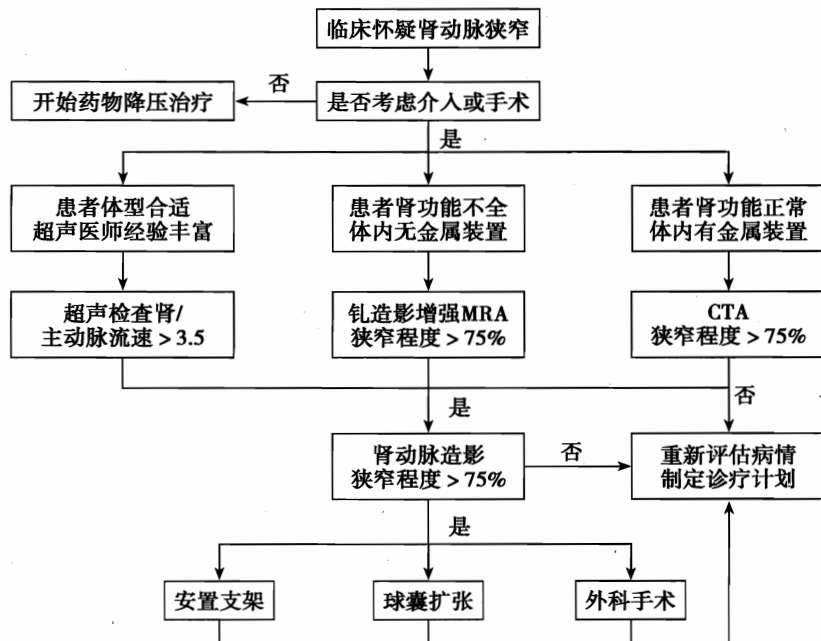 临床怀疑肾动脉狭窄
否
开始药物降压治疗
是否考虑介入或手术
是
患者体型合适
超声医师经验丰富
患者肾功能不全
体内无金属装置
患者肾功能正常
体内有金属装置
超声检查肾/
主动脉流速>3.5
钆造影增强MRA
狭窄程度>75%
CTA
狭窄程度>75%
是
否
肾动脉造影
狭窄程度>75%
否
重新评估病情
制定诊疗计划
是
安置支架
球囊扩张
外科手术